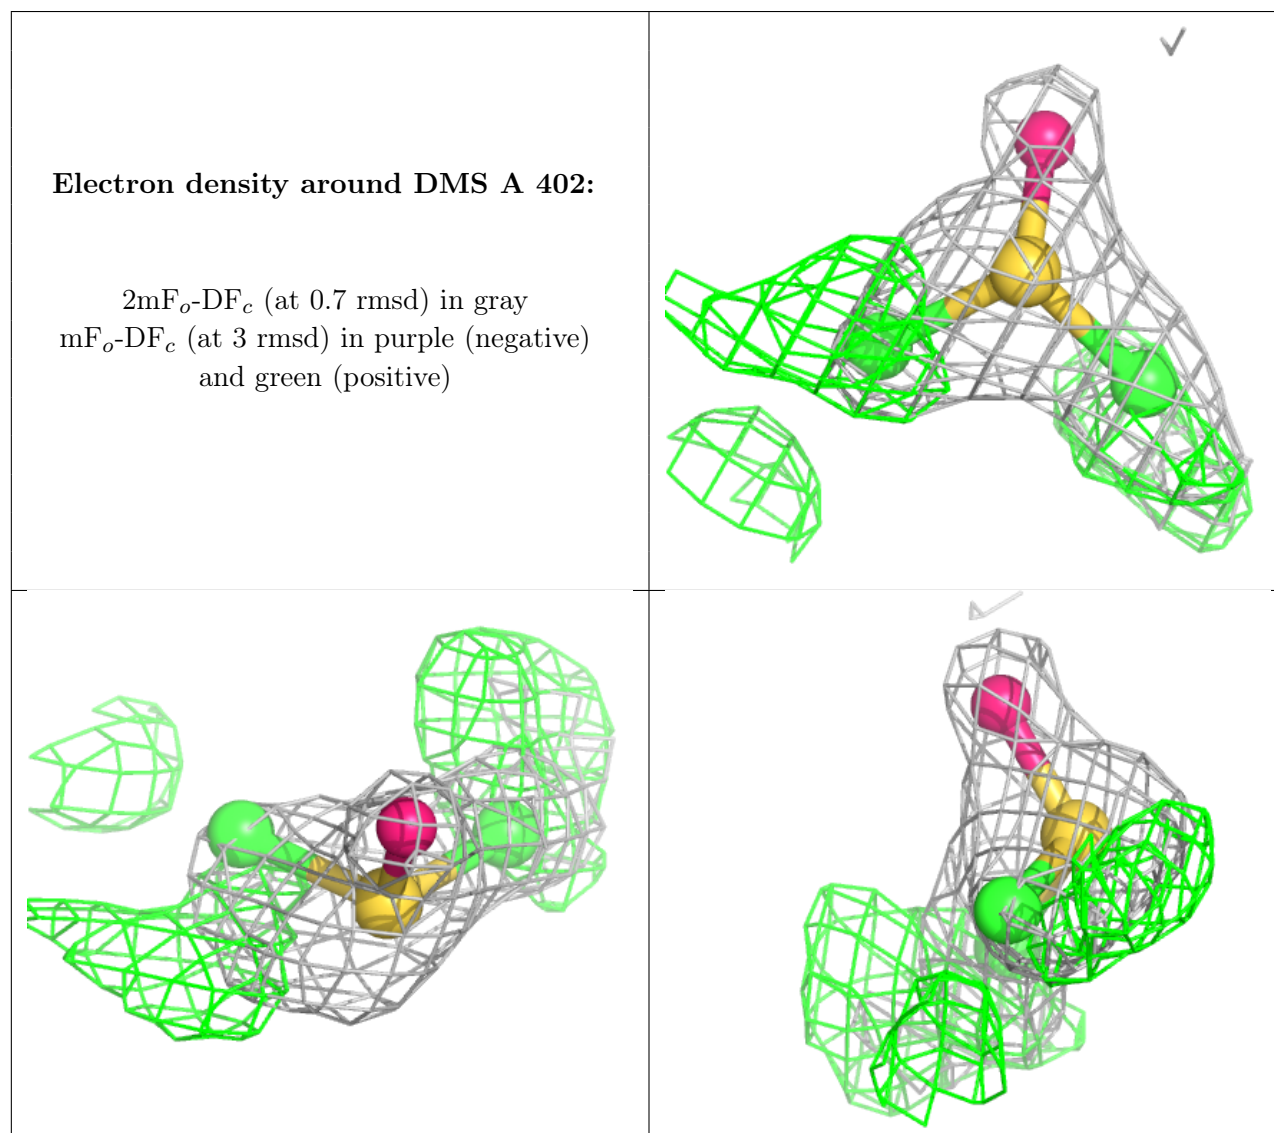 Electron density around DMS A 402:
2mFo-DFc (at 0.7 rmsd) in gray
mFo-DFc (at 3 rmsd) in purple (negative)
and green (positive)